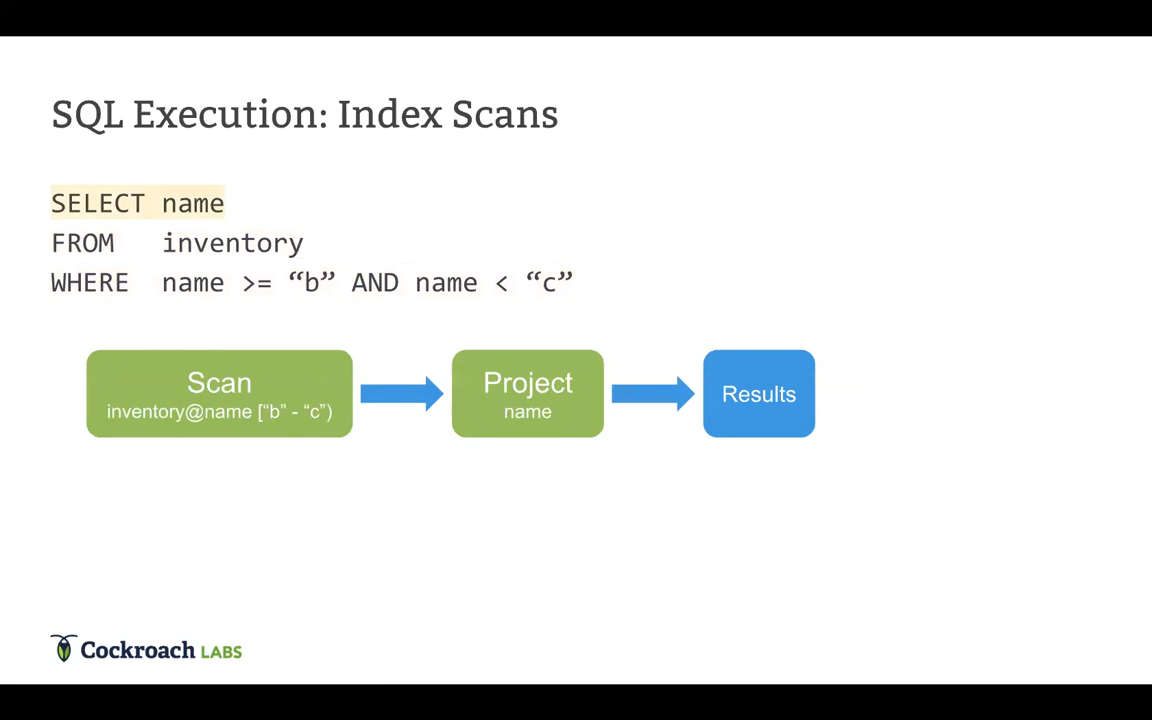 SQL Execution: Index Scans
SELECT name
FROM   inventory
WHERE  name >= “b” AND name < “c”
Scan
inventory@name [“b” - “c”)
Project
name
Results
Cockroach LABS